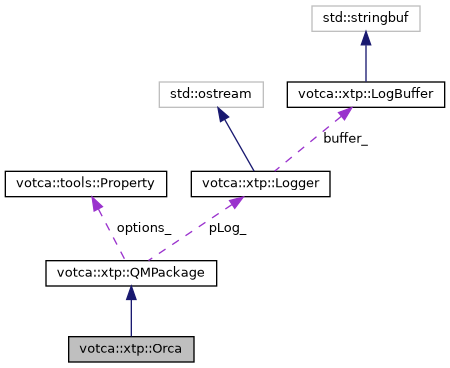 std::stringbuf
std::ostream
votca::xtp::LogBuffer
buffer_
votca::tools::Property
votca::xtp::Logger
options_
pLog_
votca::xtp::QMPackage
votca::xtp::Orca